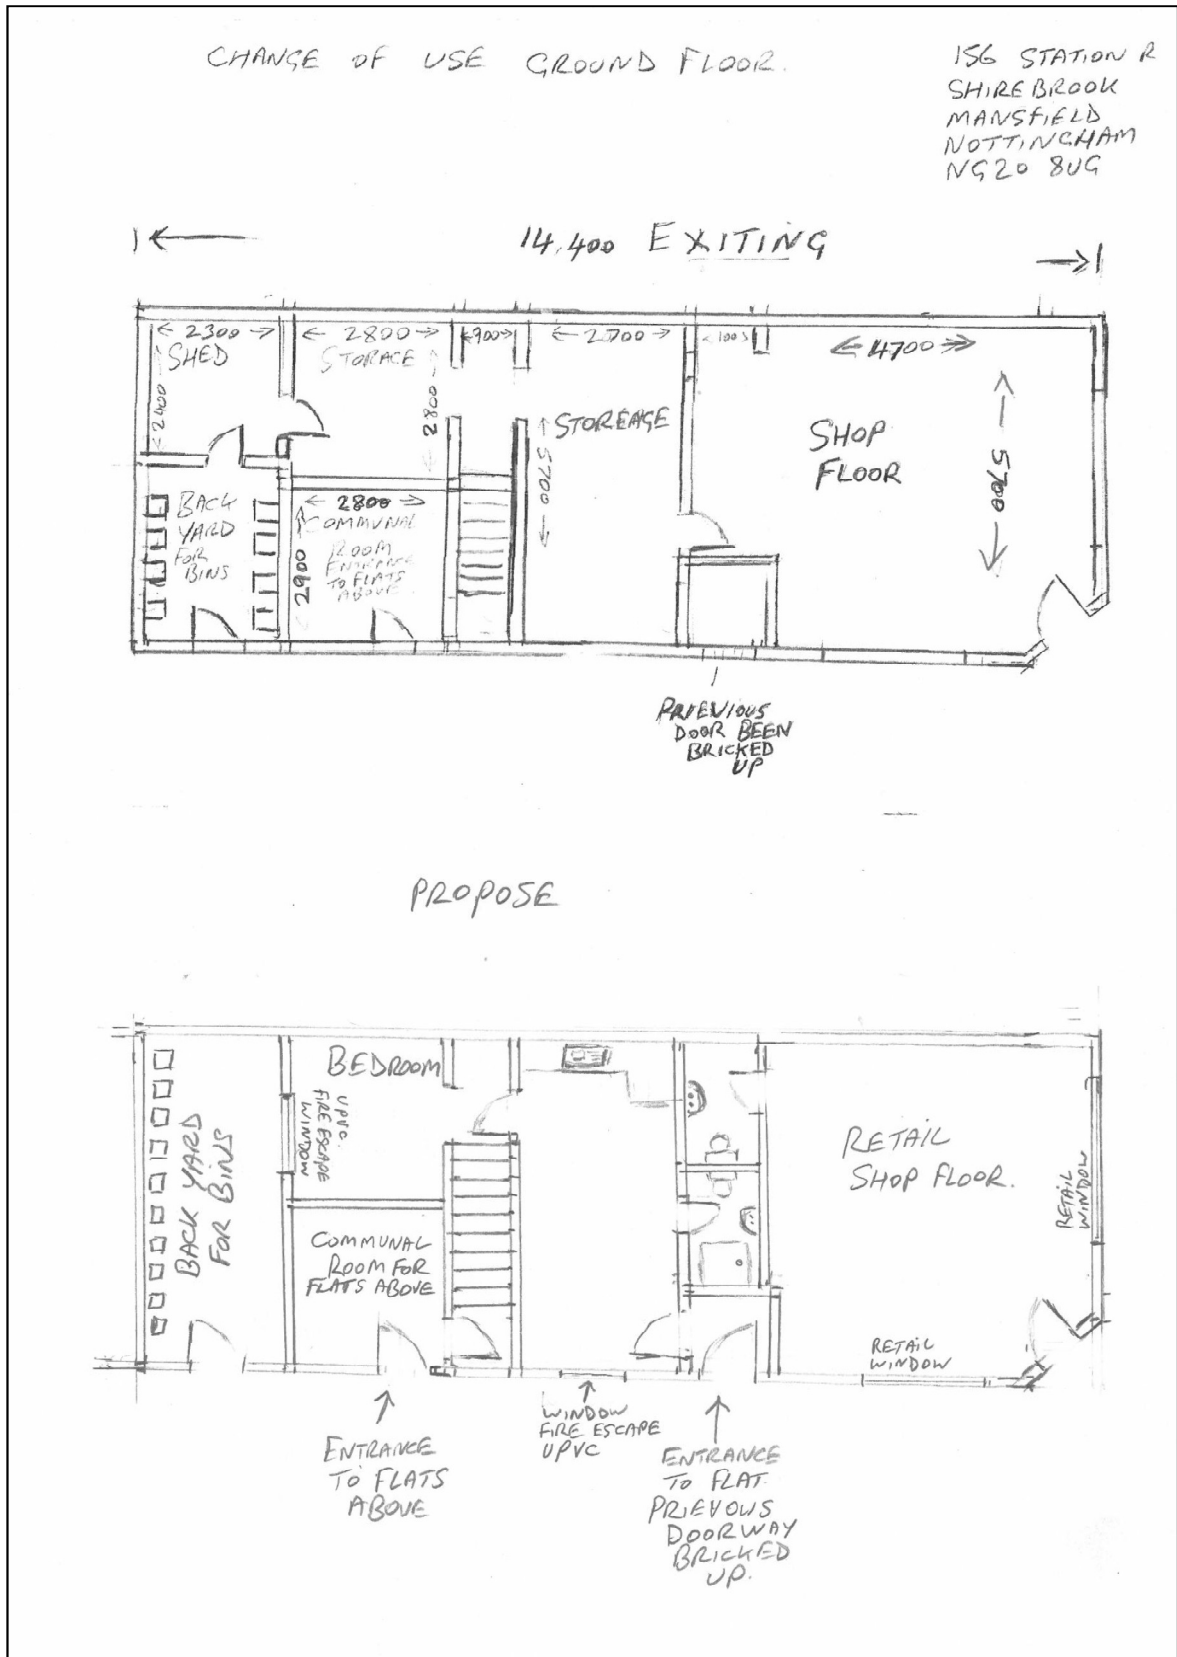 CHANGE OF USE GROUND FLOOR.
156 STATION R
SHIREBROOK
MANSFIELD
NOTTINGHAM
NG20 8UG
14.400 EXITING
2300
SHED
2400
2800
STORAGE
2800
900
2700
STOREAGE
5700
1003
4700
SHOP
FLOOR
5700
BACK
YARD
FOR
BINS
2800
2900
COMMUNAL
ROOM
ENTRANCE
TO FLATS
ABOVE.
PRIEVIOUS
DOOR BEEN
BRICKED
UP
PROPOSE
BACK YARD
FOR BINS
BEDROOM
UPVC.
FIRE ESCAPE
WINDOW
COMMUNAL
ROOM FOR
FLATS ABOVE
RETAIL
SHOP FLOOR.
RETAIL
WINDOW
RETAIL
WINDOW
ENTRANCE
TO FLATS
ABOVE
WINDOW
FIRE ESCAPE
UPVC
ENTRANCE
TO FLAT.
PRIEVOUS
DOORWAY
BRICKED
UP.